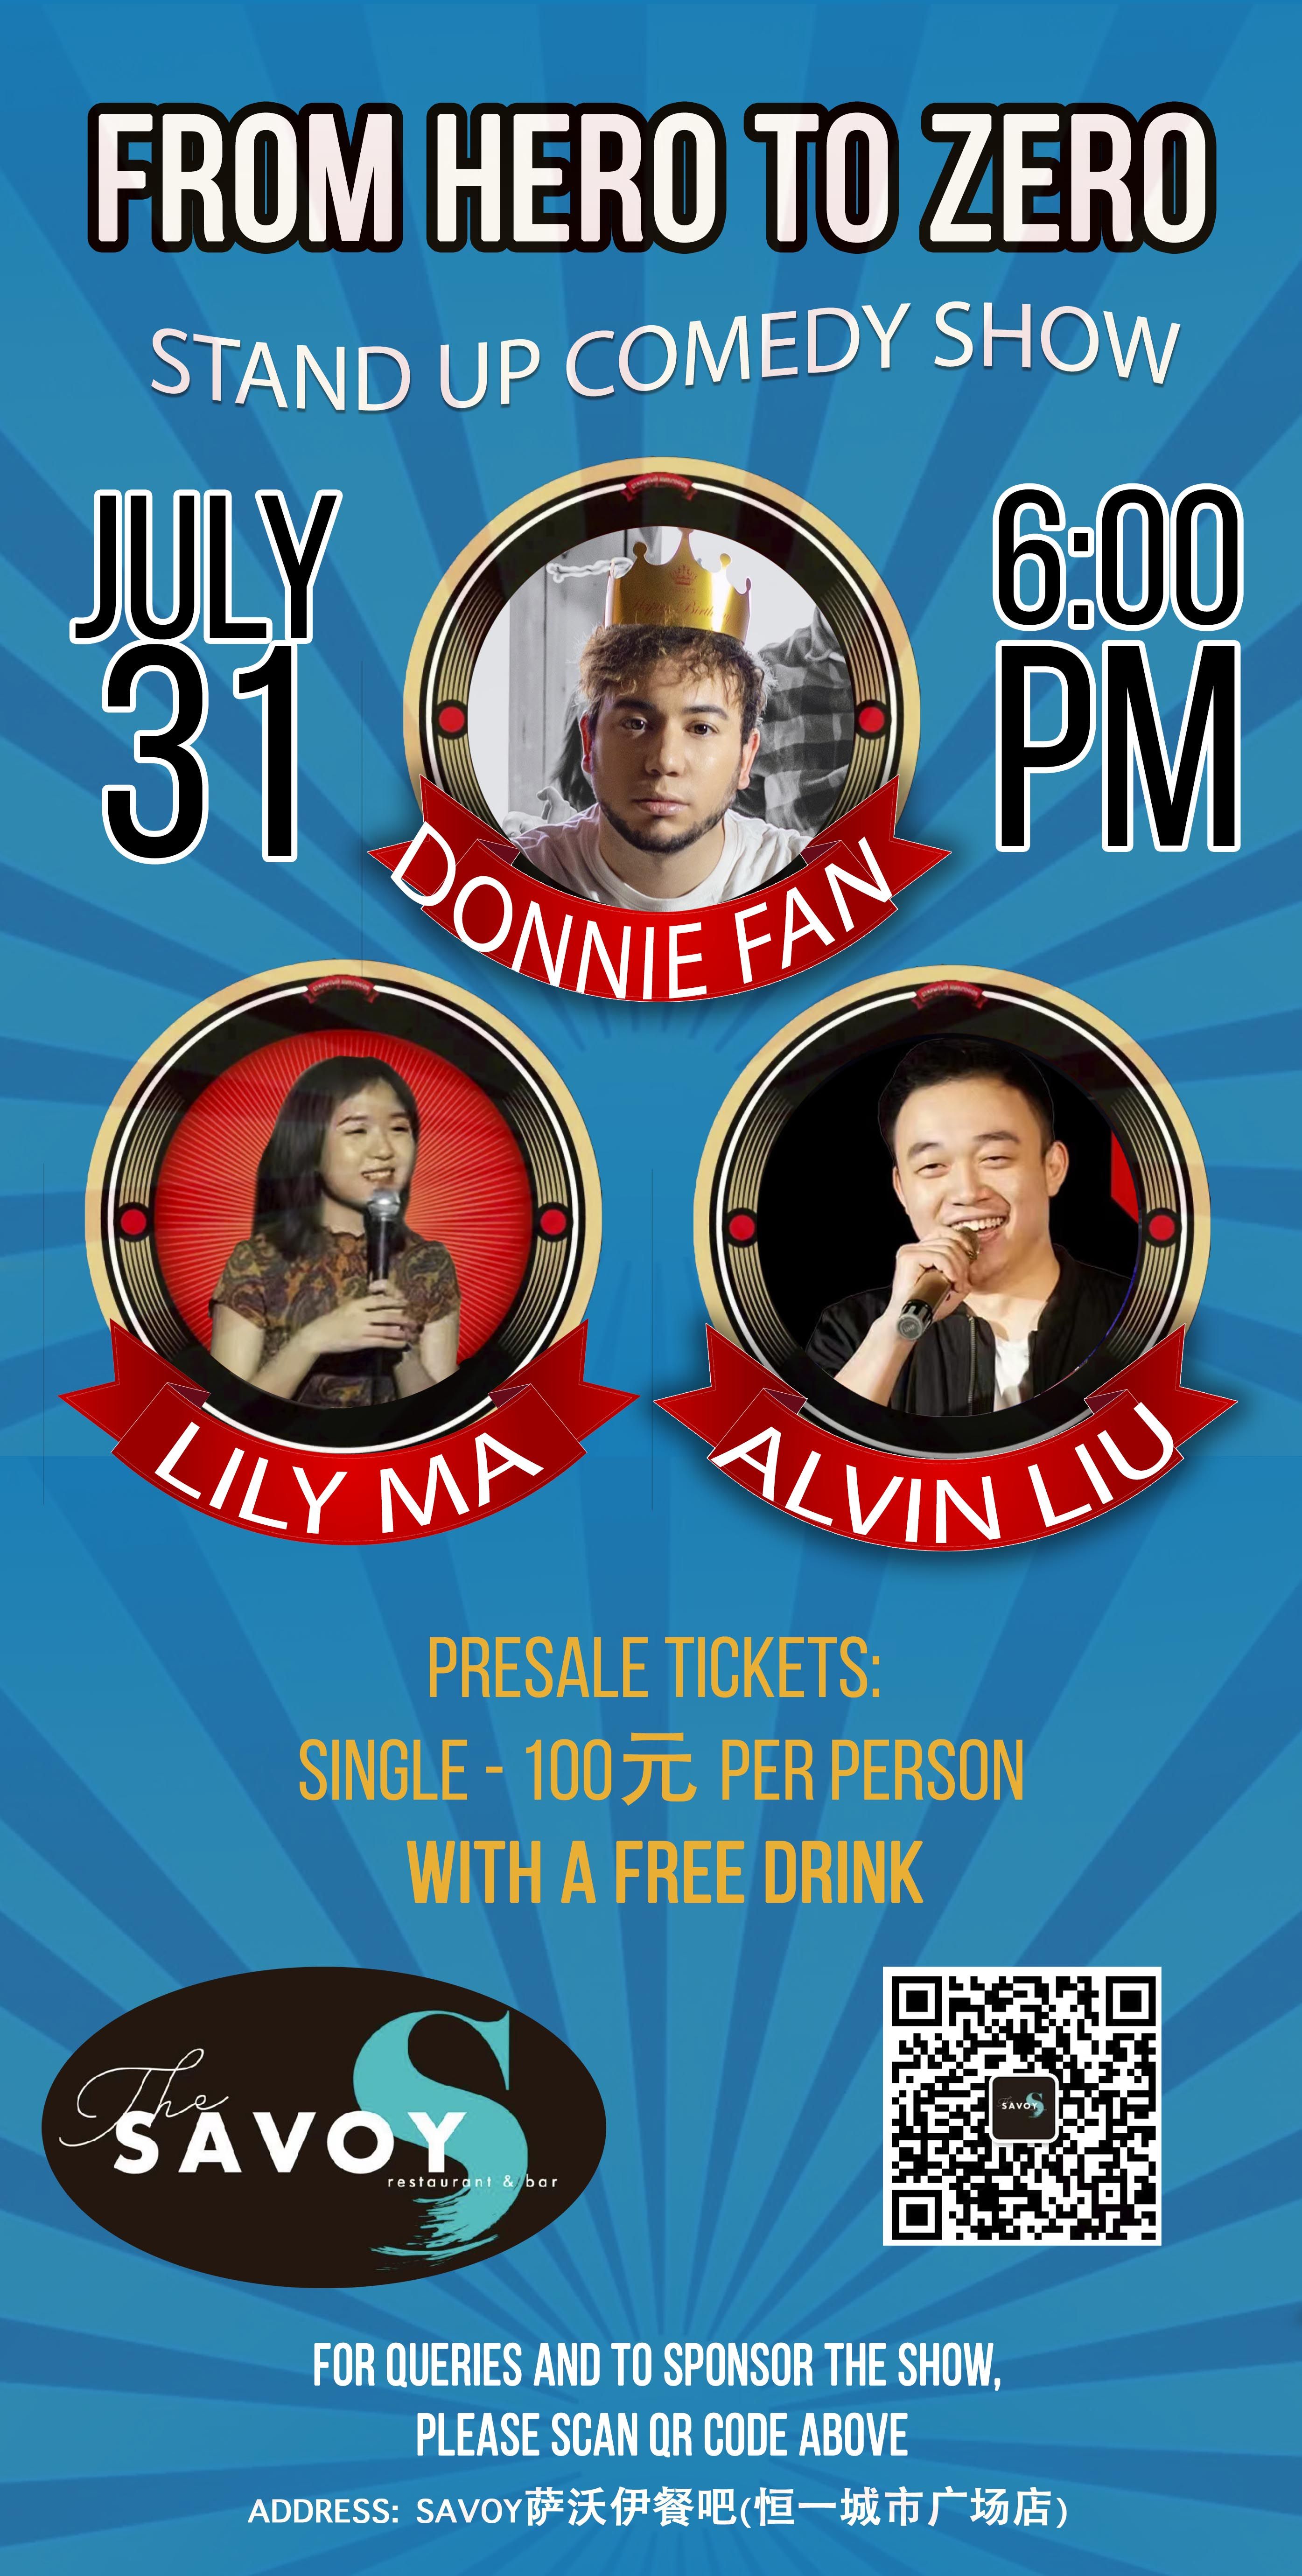 FROM HERO TO ZERO
STAND UP COMEDY SHOW
JULY
31
6:00
PM
DONNIE FAN
LILY MA
ALVIN LIU
PRESALE TICKETS:
SINGLE - 100元 PER PERSON
WITH A FREE DRINK
The
SAVOY
restaurant & bar
SAVOY
FOR QUERIES AND TO SPONSOR THE SHOW,
PLEASE SCAN QR CODE ABOVE
ADDRESS: SAVOY萨沃伊餐吧(恒一城市广场店)